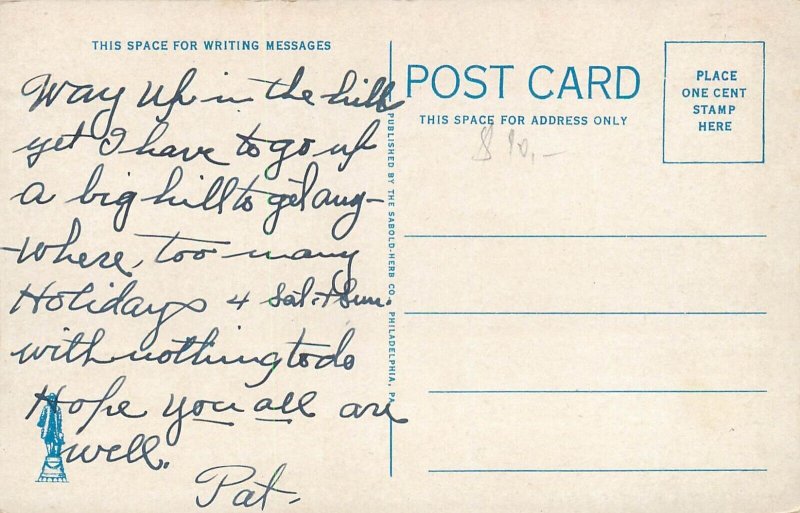 THIS SPACE FOR WRITING MESSAGES
Way up in the hills
yet I have to go up
a big hill to get any-
-where, too many
Holidays & Sat. & Sun.
with nothing to do
Hope you all are
well.
Pat.
PUBLISHED BY THE SABOLD-HERB CO. PHILADELPHIA, PA.
POST CARD
THIS SPACE FOR ADDRESS ONLY
PLACE
ONE CENT
STAMP
HERE